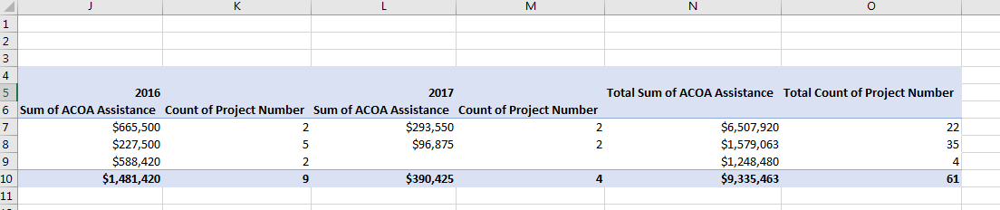 J K L M N O
1
2
3
4
5 2016 2017 Total Sum of ACOA Assistance Total Count of Project Number
6 Sum of ACOA Assistance Count of Project Number Sum of ACOA Assistance Count of Project Number
7 $665,500 2 $293,550 2 $6,507,920 22
8 $227,500 5 $96,875 2 $1,579,063 35
9 $588,420 2 $1,248,480 4
10 $1,481,420 9 $390,425 4 $9,335,463 61
11